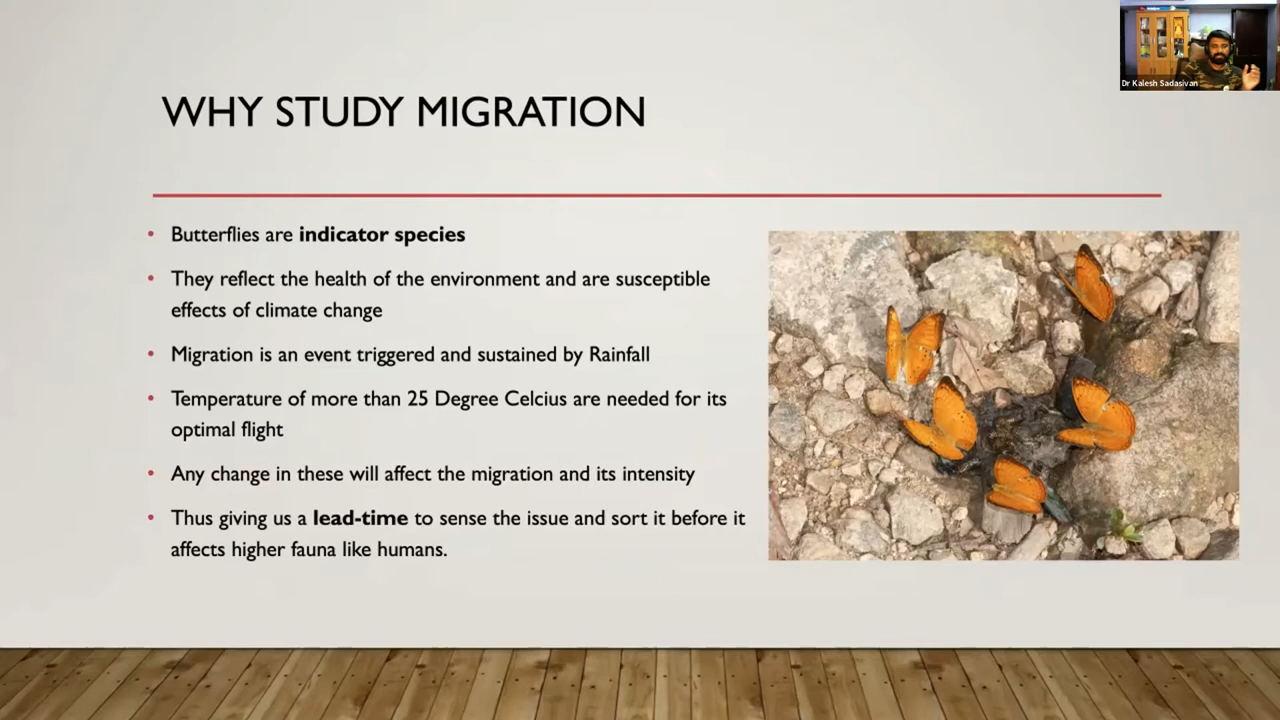 Dr Kalesh Sadasivan
WHY STUDY MIGRATION
• Butterflies are indicator species
• They reflect the health of the environment and are susceptible
effects of climate change
• Migration is an event triggered and sustained by Rainfall
• Temperature of more than 25 Degree Celcius are needed for its
optimal flight
• Any change in these will affect the migration and its intensity
• Thus giving us a lead-time to sense the issue and sort it before it
affects higher fauna like humans.